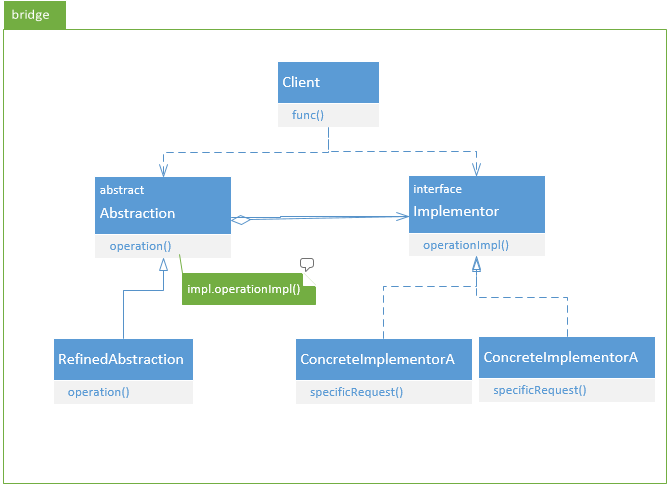 bridge
Client
func()
abstract
Abstraction
operation()
interface
Implementor
operationImpl()
impl.operationImpl()
RefinedAbstraction
operation()
ConcreteImplementorA
specificRequest()
ConcreteImplementorA
specificRequest()